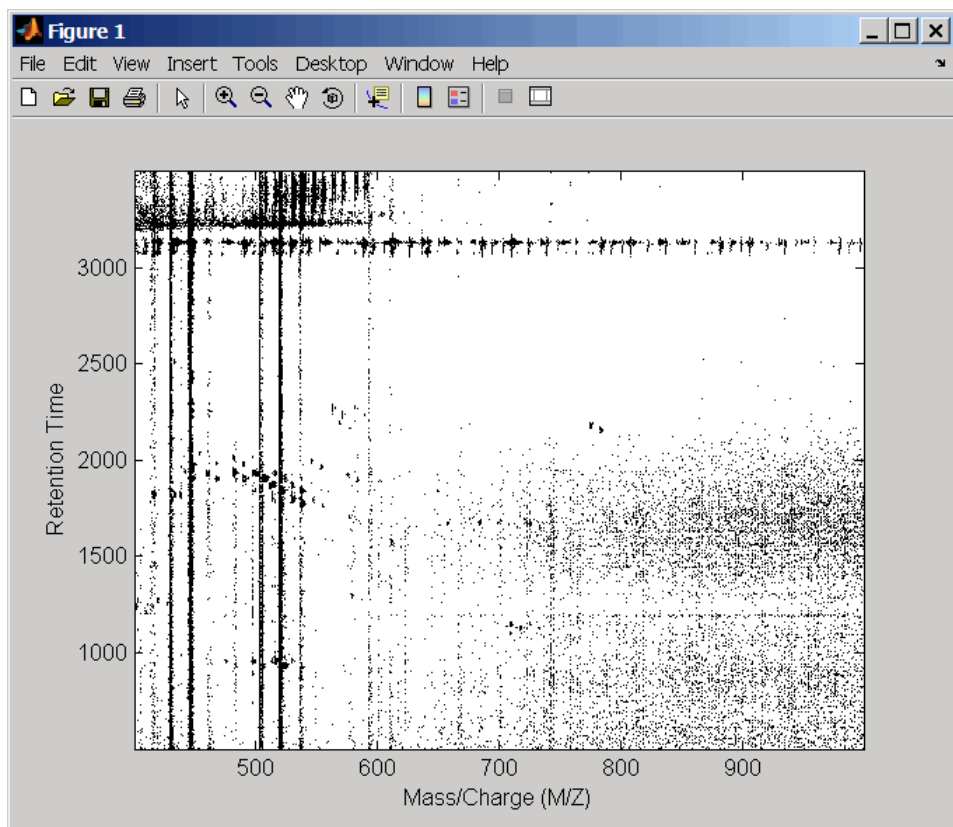 Figure 1
File Edit View Insert Tools Desktop Window Help
3000
2500
2000
1500
1000
Retention Time
500 600 700 800 900
Mass/Charge (M/Z)